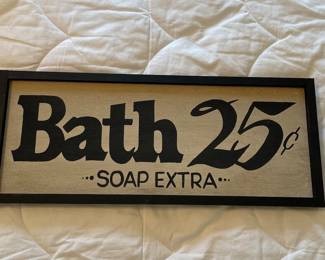 Bath 25¢
··SOAP EXTRA··